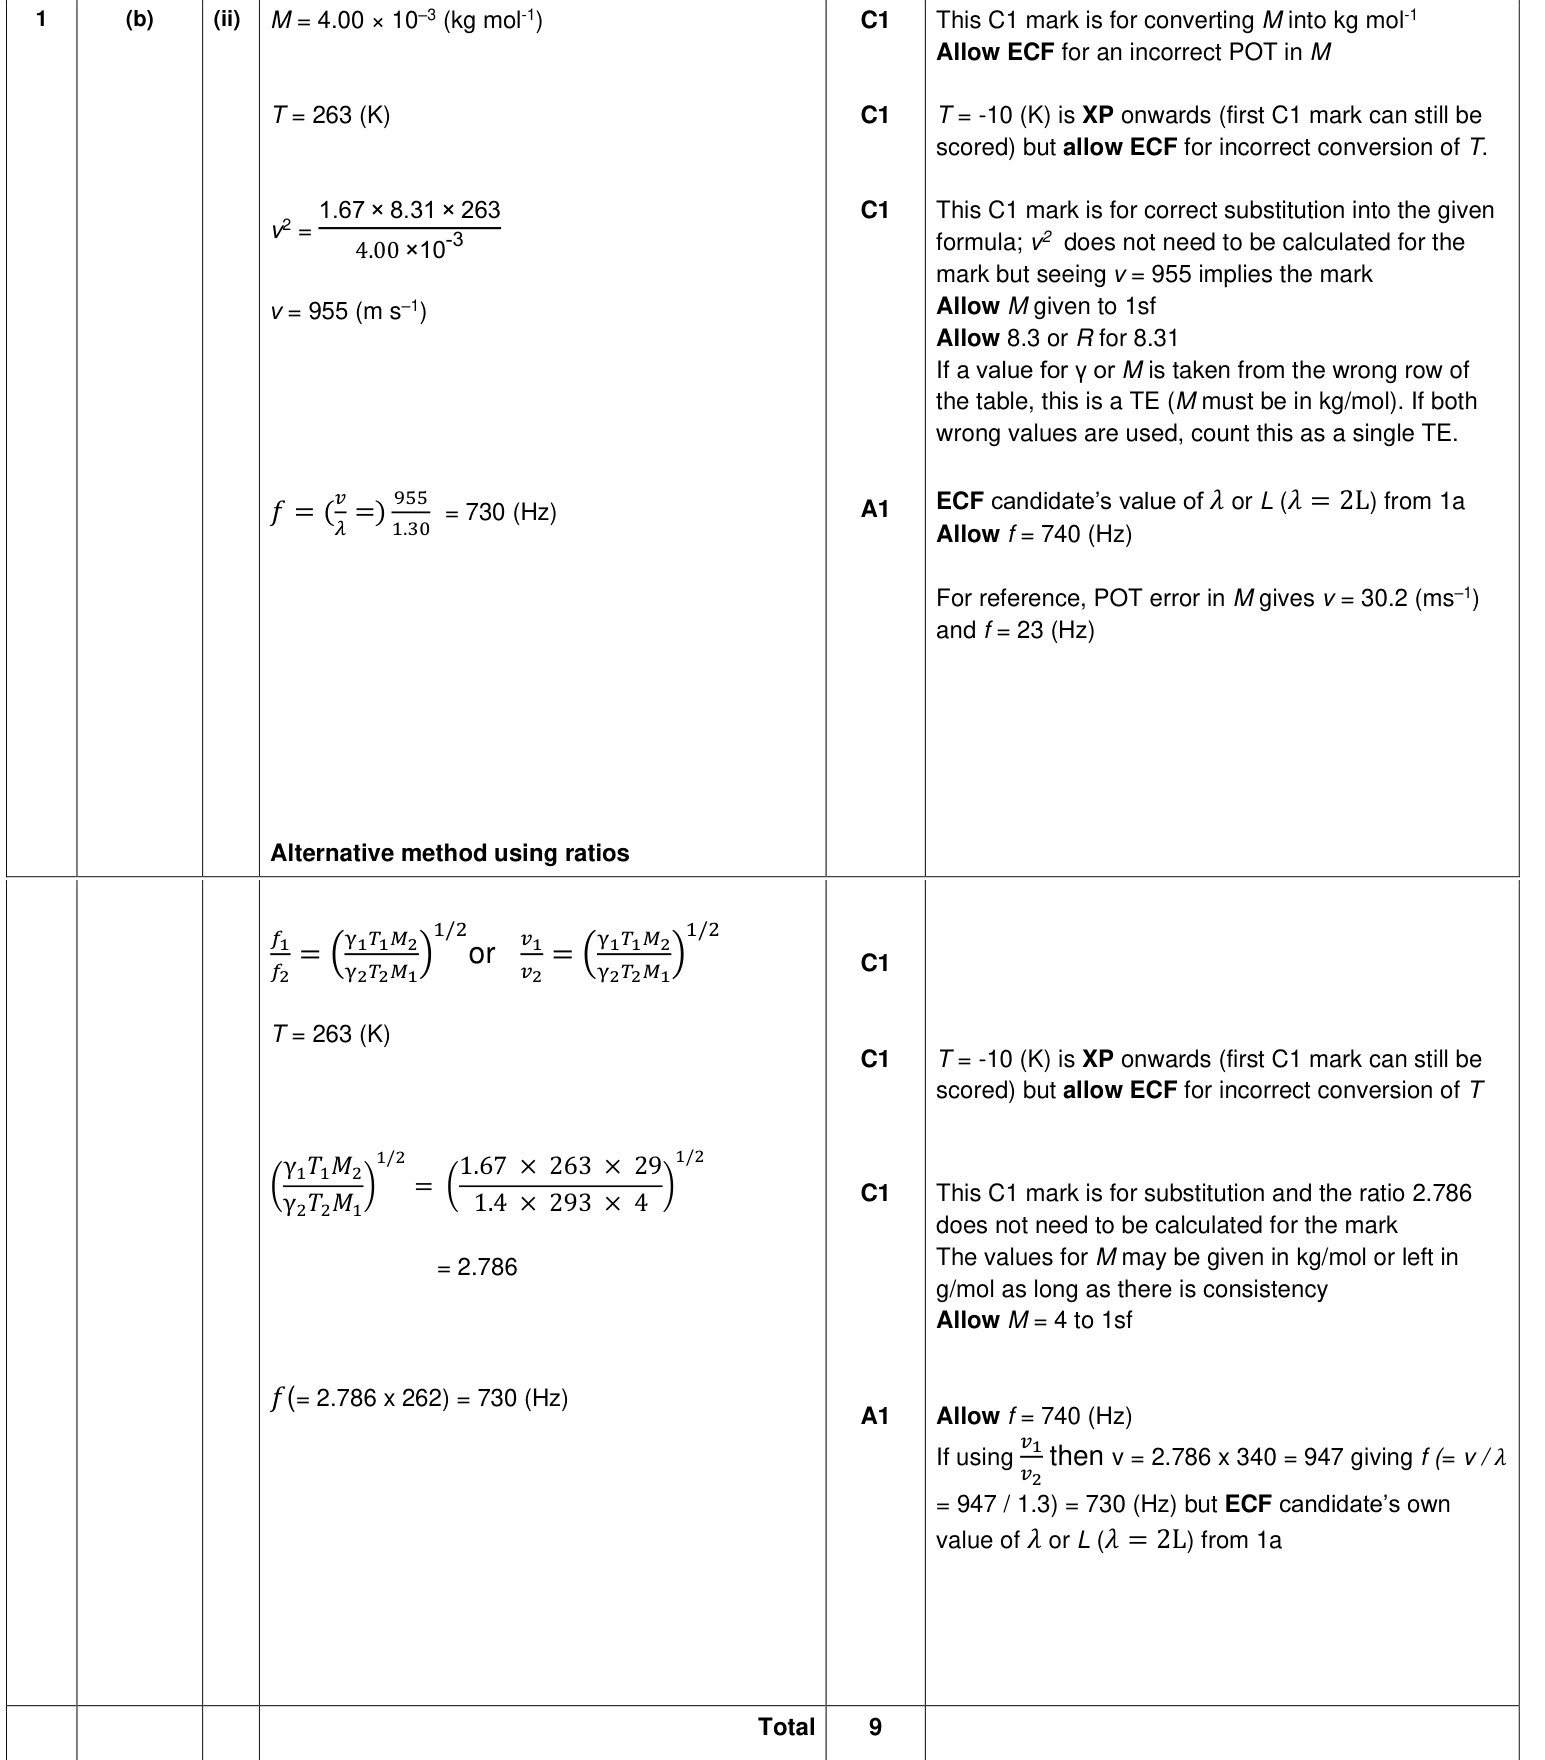 1 (b) (ii) M = 4.00 × 10⁻³ (kg mol⁻¹) C1 This C1 mark is for converting M into kg mol⁻¹
Allow ECF for an incorrect POT in M
T = 263 (K) C1 T = -10 (K) is XP onwards (first C1 mark can still be
scored) but allow ECF for incorrect conversion of T.
v² = (1.67 × 8.31 × 263) / (4.00 ×10⁻³) C1 This C1 mark is for correct substitution into the given
formula; v² does not need to be calculated for the
mark but seeing v = 955 implies the mark
v = 955 (m s⁻¹) Allow M given to 1sf
Allow 8.3 or R for 8.31
If a value for γ or M is taken from the wrong row of
the table, this is a TE (M must be in kg/mol). If both
wrong values are used, count this as a single TE.
f = (v/λ =) 955/1.30 = 730 (Hz) A1 ECF candidate's value of λ or L (λ = 2L) from 1a
Allow f = 740 (Hz)
For reference, POT error in M gives v = 30.2 (ms⁻¹)
and f = 23 (Hz)
Alternative method using ratios
f₁/f₂ = (γ₁T₁M₂/γ₂T₂M₁)^1/2 or v₁/v₂ = (γ₁T₁M₂/γ₂T₂M₁)^1/2 C1
T = 263 (K)
C1 T = -10 (K) is XP onwards (first C1 mark can still be
scored) but allow ECF for incorrect conversion of T
(γ₁T₁M₂/γ₂T₂M₁)^1/2 = (1.67 × 263 × 29 / 1.4 × 293 × 4)^1/2 C1 This C1 mark is for substitution and the ratio 2.786
does not need to be calculated for the mark
= 2.786 The values for M may be given in kg/mol or left in
g/mol as long as there is consistency
Allow M = 4 to 1sf
f (= 2.786 x 262) = 730 (Hz)
A1 Allow f = 740 (Hz)
If using v₁/v₂ then v = 2.786 x 340 = 947 giving f (= v / λ
= 947 / 1.3) = 730 (Hz) but ECF candidate's own
value of λ or L (λ = 2L) from 1a
Total 9